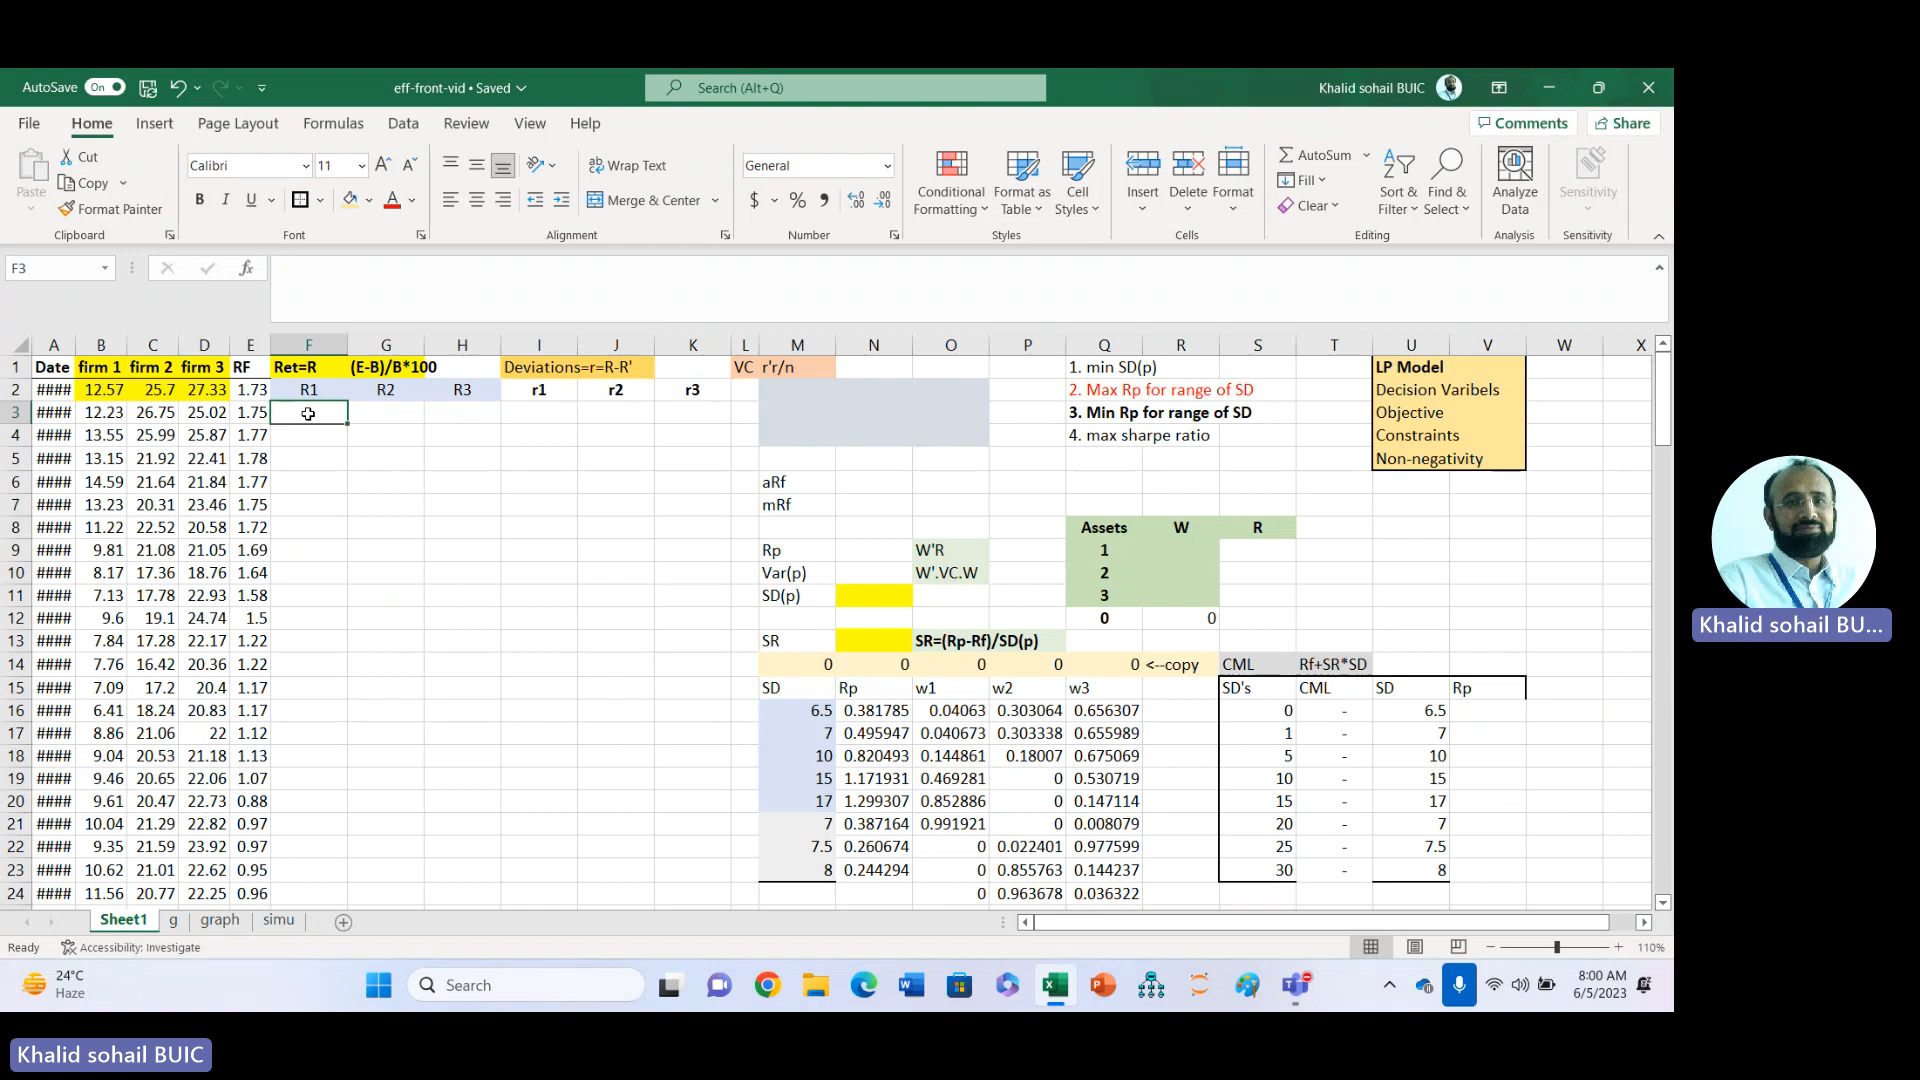 AutoSave On eff-front-vid • Saved Search (Alt+Q) Khalid sohail BUIC
File Home Insert Page Layout Formulas Data Review View Help Comments Share
Paste Cut Copy Format Painter Clipboard
Calibri 11 B I U Font
Wrap Text Merge & Center Alignment
General $ % Number
Conditional Formatting Format as Table Cell Styles Styles
Insert Delete Format Cells
AutoSum Fill Clear Sort & Filter Find & Select Editing
Analyze Data Analysis
Sensitivity Sensitivity
F3 fx
A B C D E F G H I J K L M N O P Q R S T U V W X
1 Date firm 1 firm 2 firm 3 RF Ret=R (E-B)/B*100 Deviations=r=R-R' VC r'r/n 1. min SD(p) LP Model
2 #### 12.57 25.7 27.33 1.73 R1 R2 R3 r1 r2 r3 2. Max Rp for range of SD Decision Varibels
3 #### 12.23 26.75 25.02 1.75 3. Min Rp for range of SD Objective
4 #### 13.55 25.99 25.87 1.77 4. max sharpe ratio Constraints
5 #### 13.15 21.92 22.41 1.78 Non-negativity
6 #### 14.59 21.64 21.84 1.77 aRf
7 #### 13.23 20.31 23.46 1.75 mRf
8 #### 11.22 22.52 20.58 1.72 Assets W R
9 #### 9.81 21.08 21.05 1.69 Rp W'R 1
10 #### 8.17 17.36 18.76 1.64 Var(p) W'.VC.W 2
11 #### 7.13 17.78 22.93 1.58 SD(p) 3
12 #### 9.6 19.1 24.74 1.5 0 0
13 #### 7.84 17.28 22.17 1.22 SR SR=(Rp-Rf)/SD(p)
14 #### 7.76 16.42 20.36 1.22 0 0 0 0 0 <--copy CML Rf+SR*SD
15 #### 7.09 17.2 20.4 1.17 SD Rp w1 w2 w3 SD's CML SD Rp
16 #### 6.41 18.24 20.83 1.17 6.5 0.381785 0.04063 0.303064 0.656307 0 - 6.5
17 #### 8.86 21.06 22 1.12 7 0.495947 0.040673 0.303338 0.655989 1 - 7
18 #### 9.04 20.53 21.18 1.13 10 0.820493 0.144861 0.18007 0.675069 5 - 10
19 #### 9.46 20.65 22.06 1.07 15 1.171931 0.469281 0 0.530719 10 - 15
20 #### 9.61 20.47 22.73 0.88 17 1.299307 0.852886 0 0.147114 15 - 17
21 #### 10.04 21.29 22.82 0.97 7 0.387164 0.991921 0 0.008079 20 - 7
22 #### 9.35 21.59 23.92 0.97 7.5 0.260674 0 0.022401 0.977599 25 - 7.5
23 #### 10.62 21.01 22.62 0.95 8 0.244294 0 0.855763 0.144237 30 - 8
24 #### 11.56 20.77 22.25 0.96 0 0.963678 0.036322
Sheet1 g graph simu
Ready Accessibility: Investigate 110%
24°C
Haze
Search
8:00 AM
6/5/2023
Khalid sohail BU...
Khalid sohail BUIC